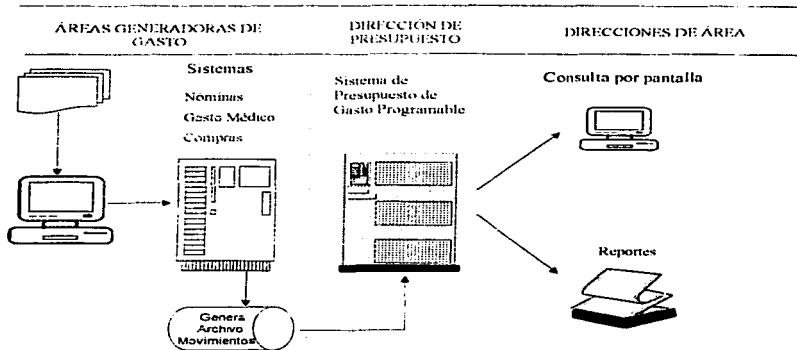 ÁREAS GENERADORAS DE
GASTO
DIRECCIÓN DE
PRESUPUESTO
DIRECCIONES DE ÁREA
Sistemas
Nóminas
Gasto Médico
Compras
Sistema de
Presupuesto de
Gasto Programable
Consulta por pantalla
Reportes
Genera
Archivo
Movimientos